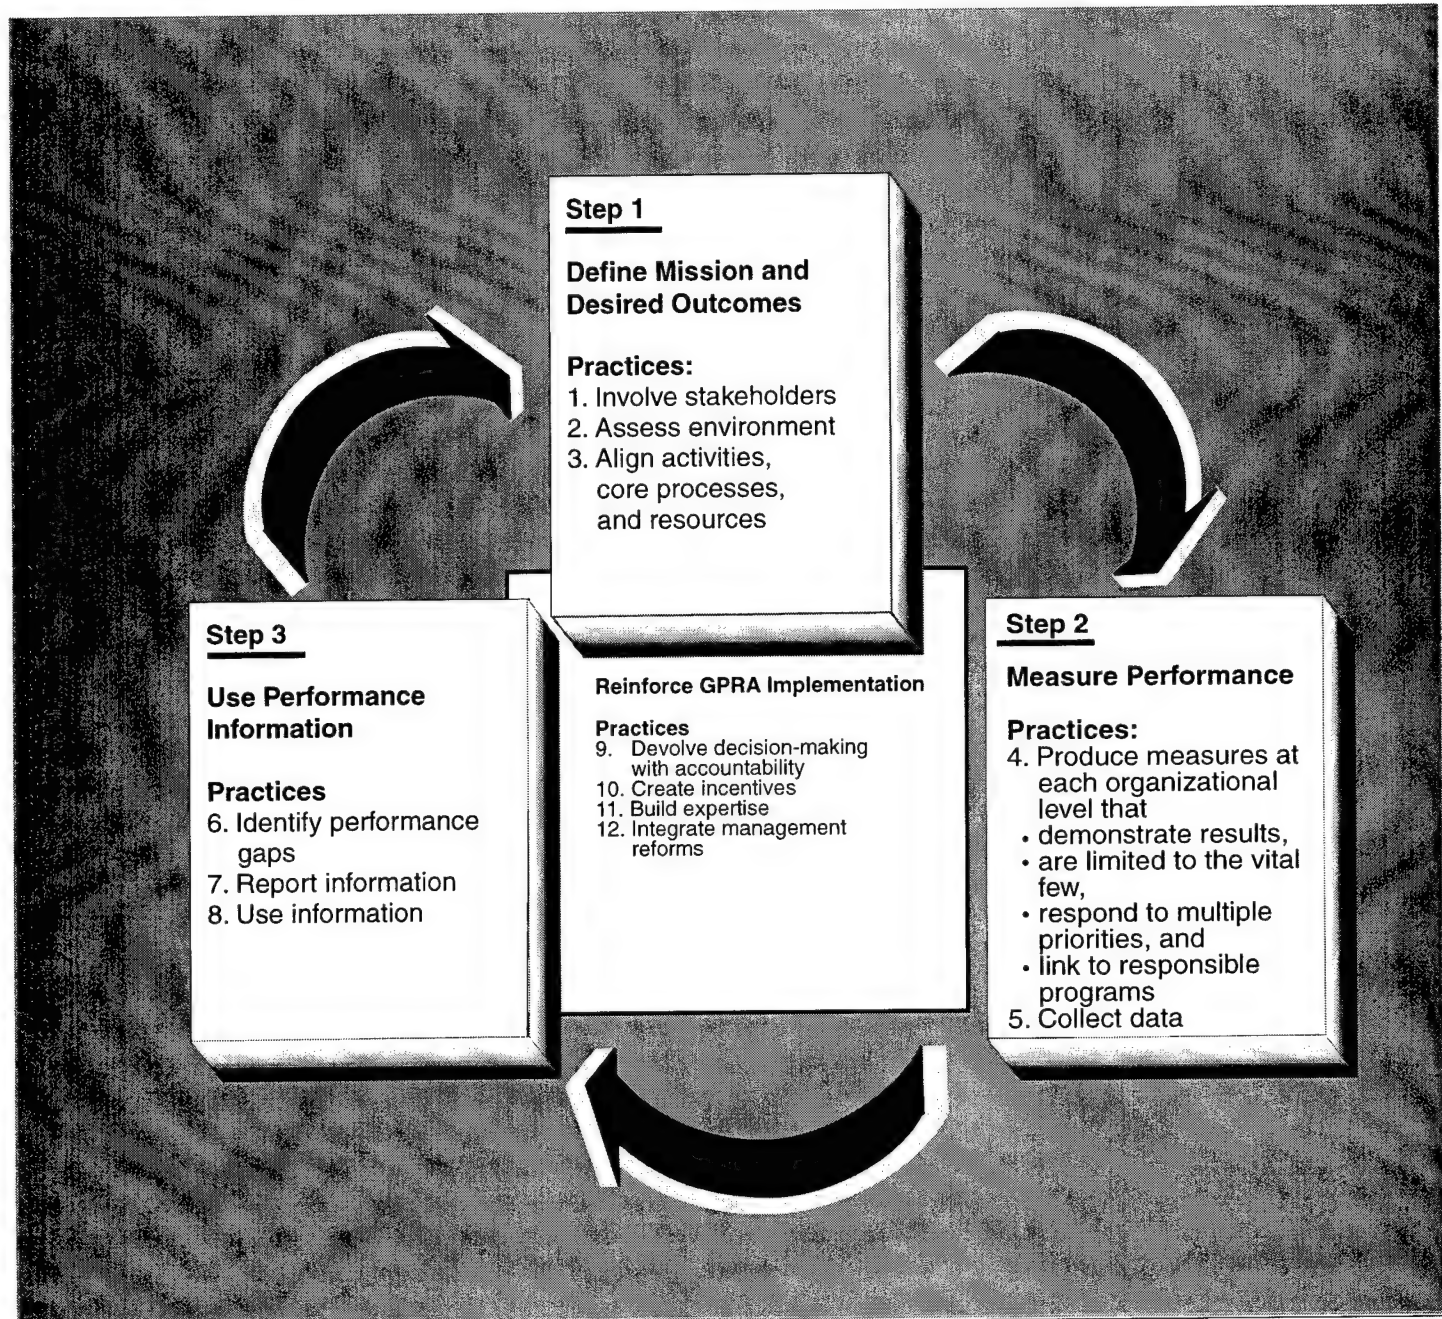 Step 1
Define Mission and
Desired Outcomes
Practices:
1. Involve stakeholders
2. Assess environment
3. Align activities,
core processes,
and resources
Step 2
Measure Performance
Practices:
4. Produce measures at
each organizational
level that
• demonstrate results,
• are limited to the vital
few,
• respond to multiple
priorities, and
• link to responsible
programs
5. Collect data
Step 3
Use Performance
Information
Practices
6. Identify performance
gaps
7. Report information
8. Use information
Reinforce GPRA Implementation
Practices
9. Devolve decision-making
with accountability
10. Create incentives
11. Build expertise
12. Integrate management
reforms